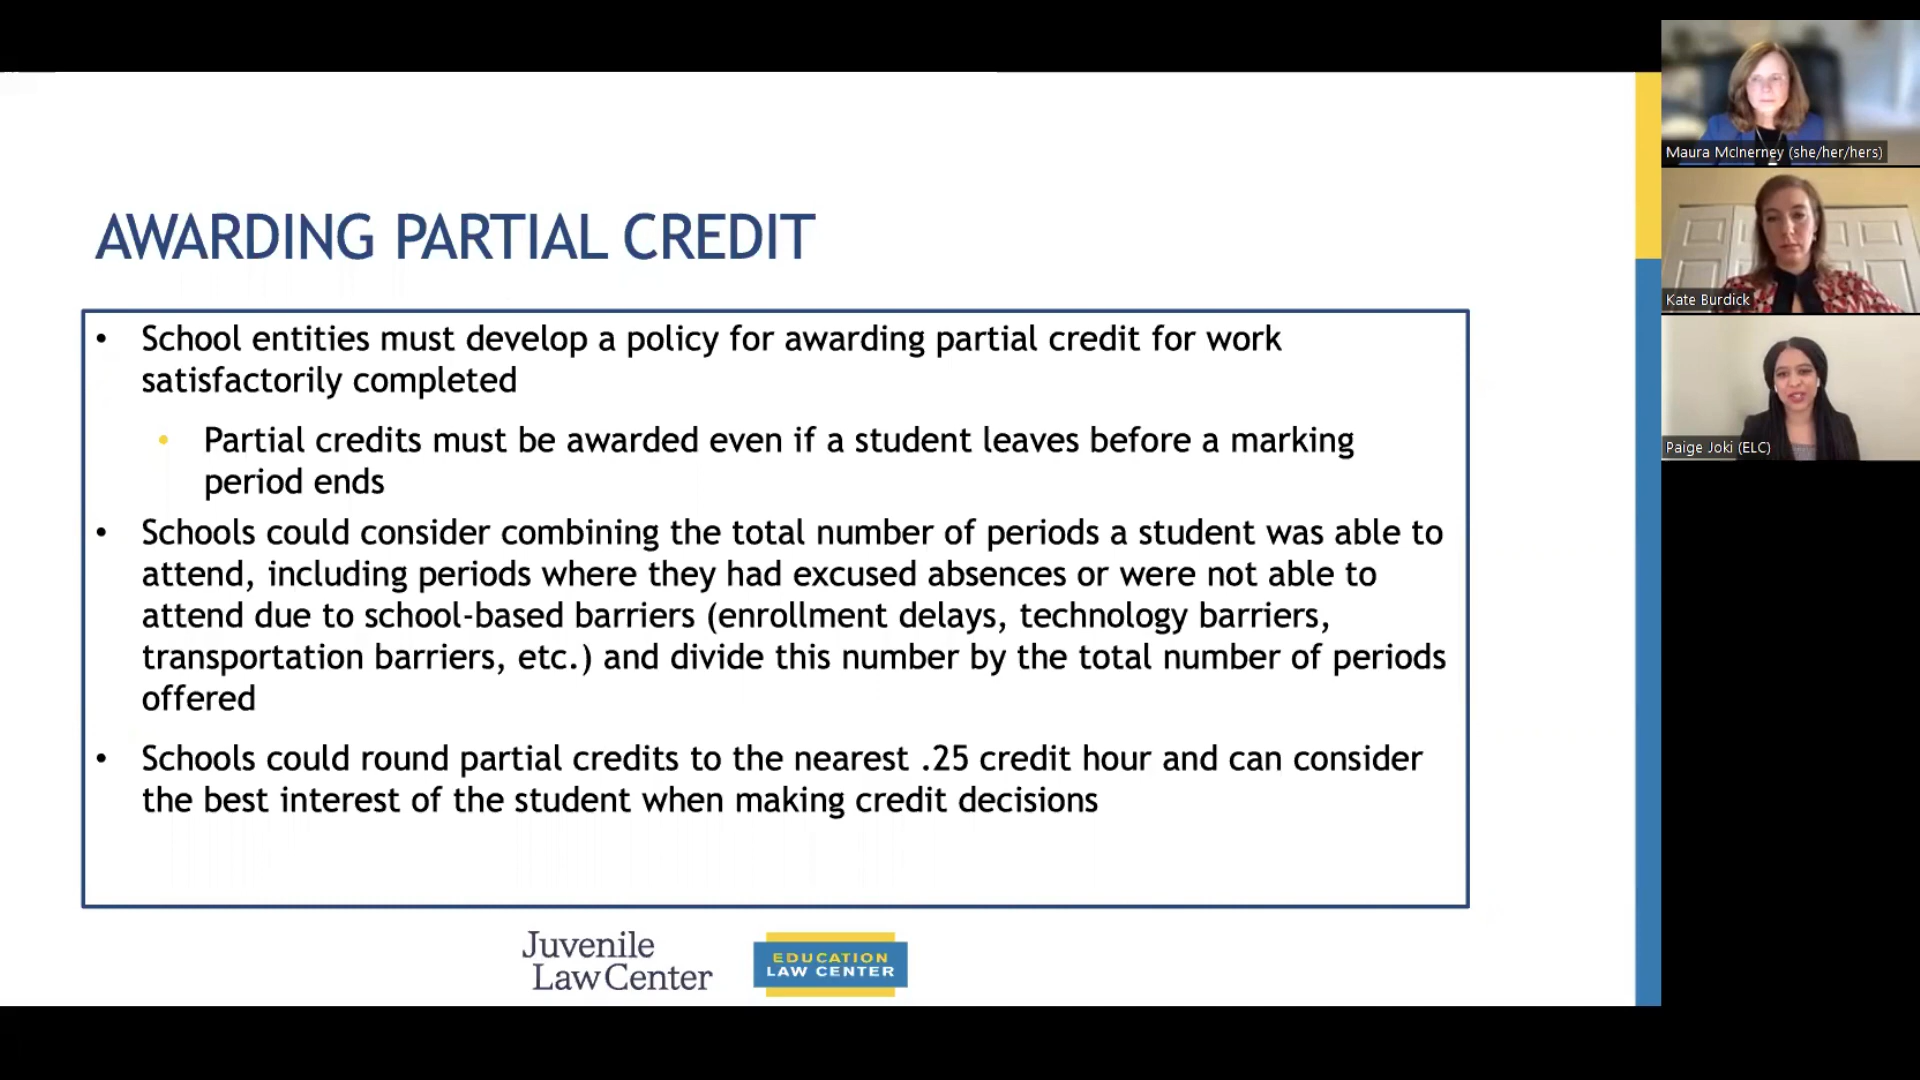 AWARDING PARTIAL CREDIT
• School entities must develop a policy for awarding partial credit for work
satisfactorily completed
• Partial credits must be awarded even if a student leaves before a marking
period ends
• Schools could consider combining the total number of periods a student was able to
attend, including periods where they had excused absences or were not able to
attend due to school-based barriers (enrollment delays, technology barriers,
transportation barriers, etc.) and divide this number by the total number of periods
offered
• Schools could round partial credits to the nearest .25 credit hour and can consider
the best interest of the student when making credit decisions
Juvenile
Law Center
EDUCATION
LAW CENTER
Maura McInerney (she/her/hers)
Kate Burdick
Paige Joki (ELC)